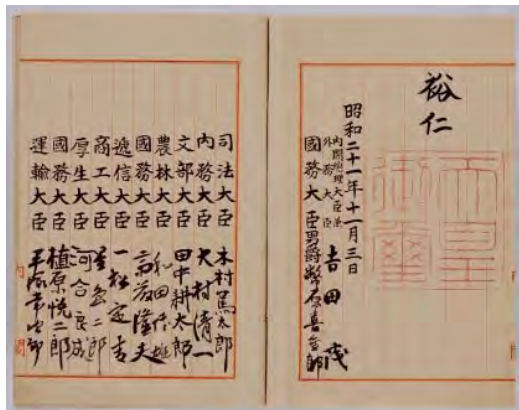 裕仁
天皇御璽
昭和二十一年十一月三日
内閣總理大臣兼
外務大臣 吉田茂
國務大臣男爵幣原喜重郎
司法大臣 木村篤太郎
内務大臣 大村清一
文部大臣 田中耕太郎
農林大臣 和田博雄
國務大臣 斎藤隆夫
遞信大臣 一松定吉
商工大臣 星島二郎
厚生大臣 河合良成
國務大臣 植原悦二郎
運輸大臣 平塚常次郎
内閣